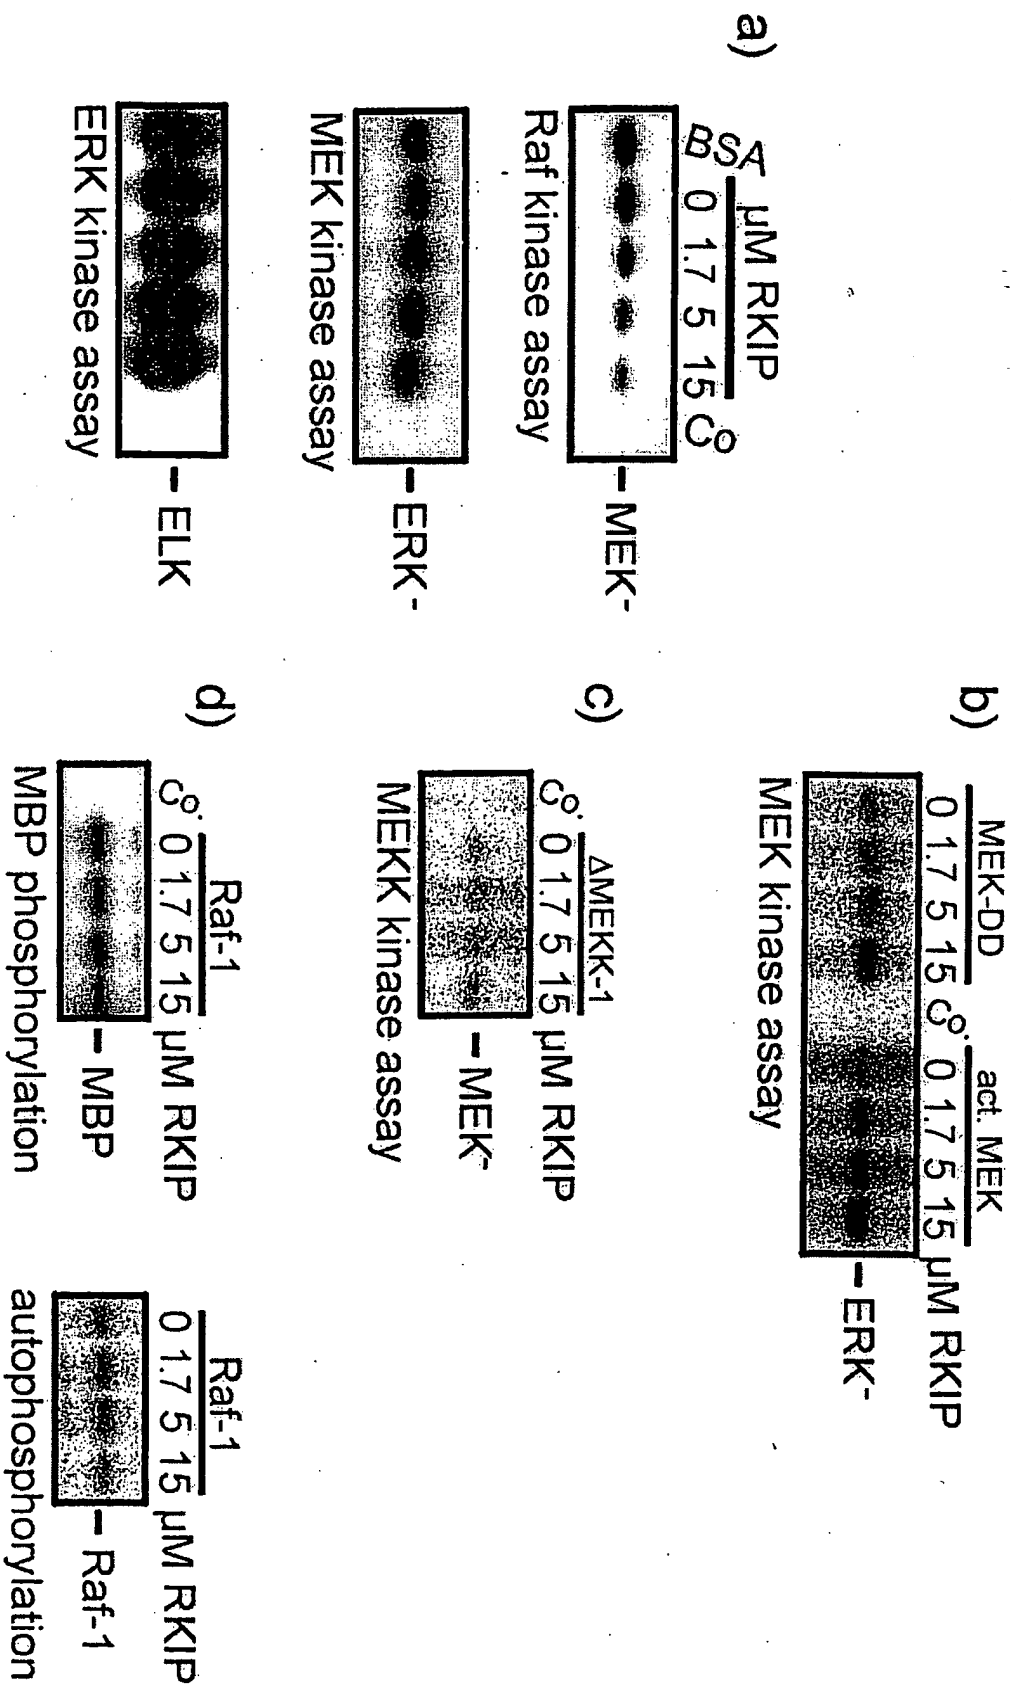 a)
BSA
µM RKIP
0 1.7 5 15 Co
– MEK-
Raf kinase assay
– ERK-
MEK kinase assay
– ELK
ERK kinase assay
b)
MEK-DD
act. MEK
0 1.7 5 15 Co. 0 1.7 5 15 µM RKIP
– ERK-
MEK kinase assay
c)
ΔMEKK-1
Co. 0 1.7 5 15 µM RKIP
– MEK-
MEKK kinase assay
d)
Raf-1
Co. 0 1.7 5 15 µM RKIP
– MBP
MBP phosphorylation
Raf-1
0 1.7 5 15 µM RKIP
– Raf-1
autophosphorylation